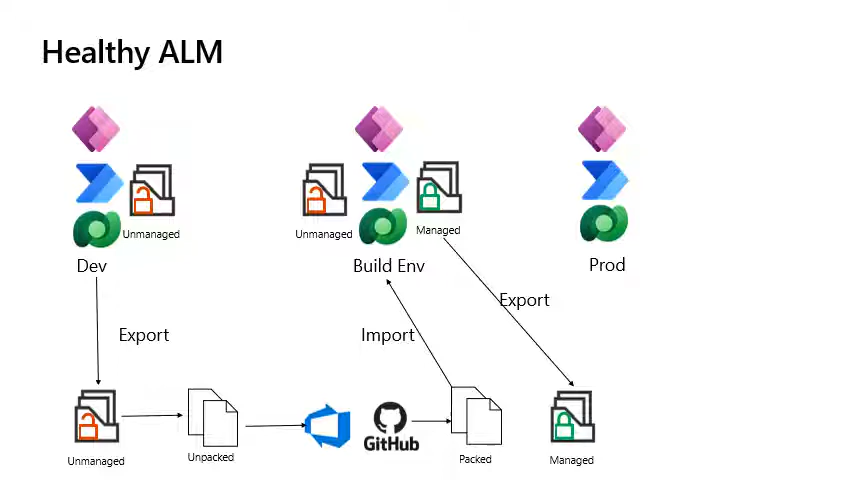 Healthy ALM
Unmanaged
Unmanaged
Managed
Dev
Build Env
Prod
Export
Export
Import
Unmanaged
Unpacked
GitHub
Packed
Managed